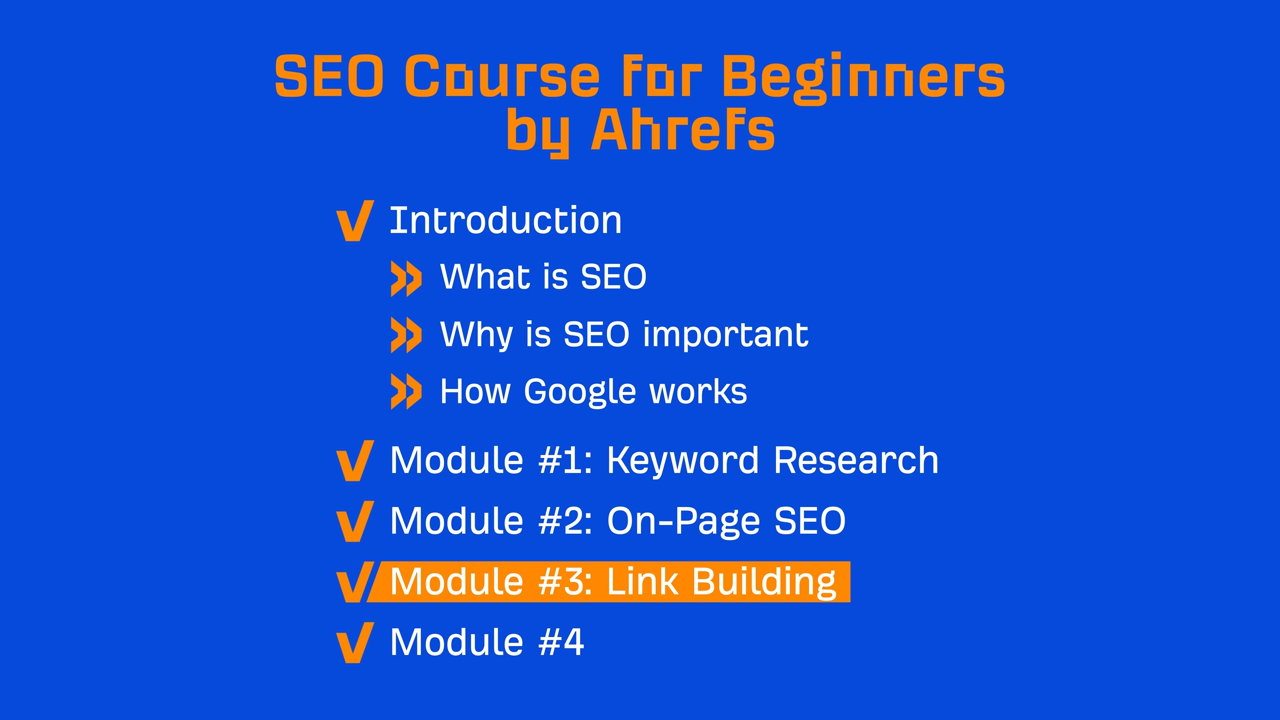 SEO Course for Beginners
by Ahrefs
Introduction
What is SEO
Why is SEO important
How Google works
Module #1: Keyword Research
Module #2: On-Page SEO
Module #3: Link Building
Module #4